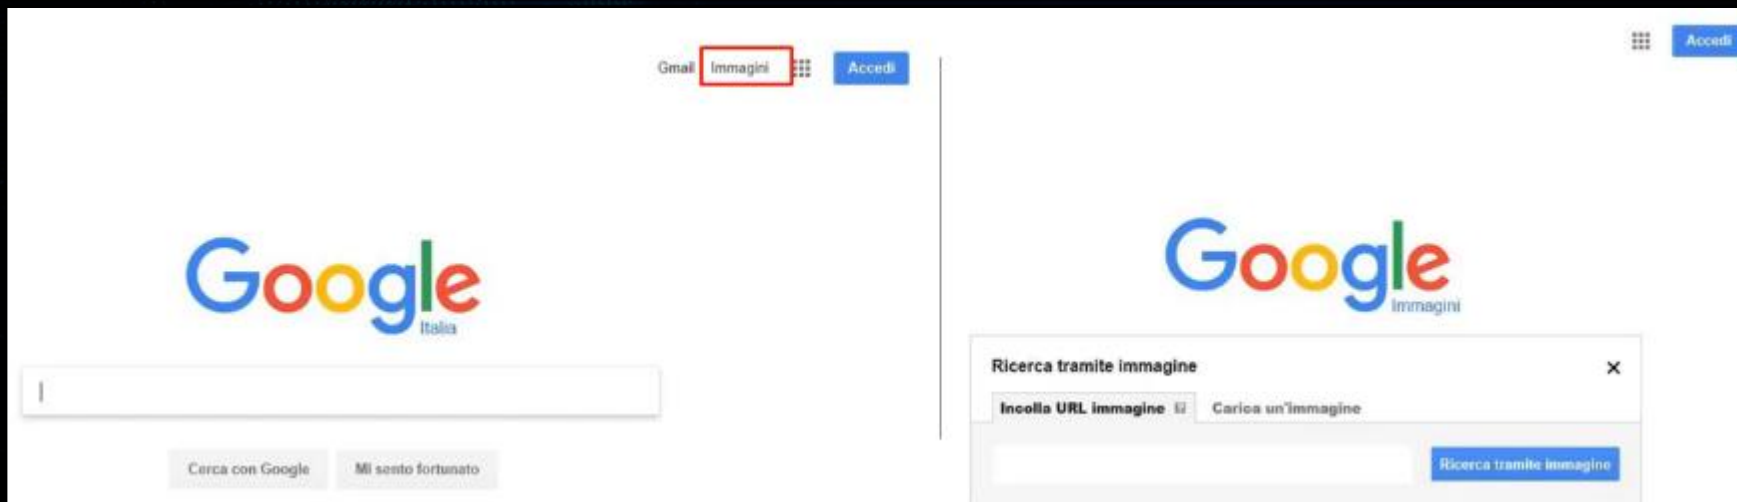 Gmail Immagini Accedi
Google
Italia
Cerca con Google Mi sento fortunato
Accedi
Google
Immagini
Ricerca tramite immagine
Incolla URL immagine Carica un'immagine
Ricerca tramite immagine